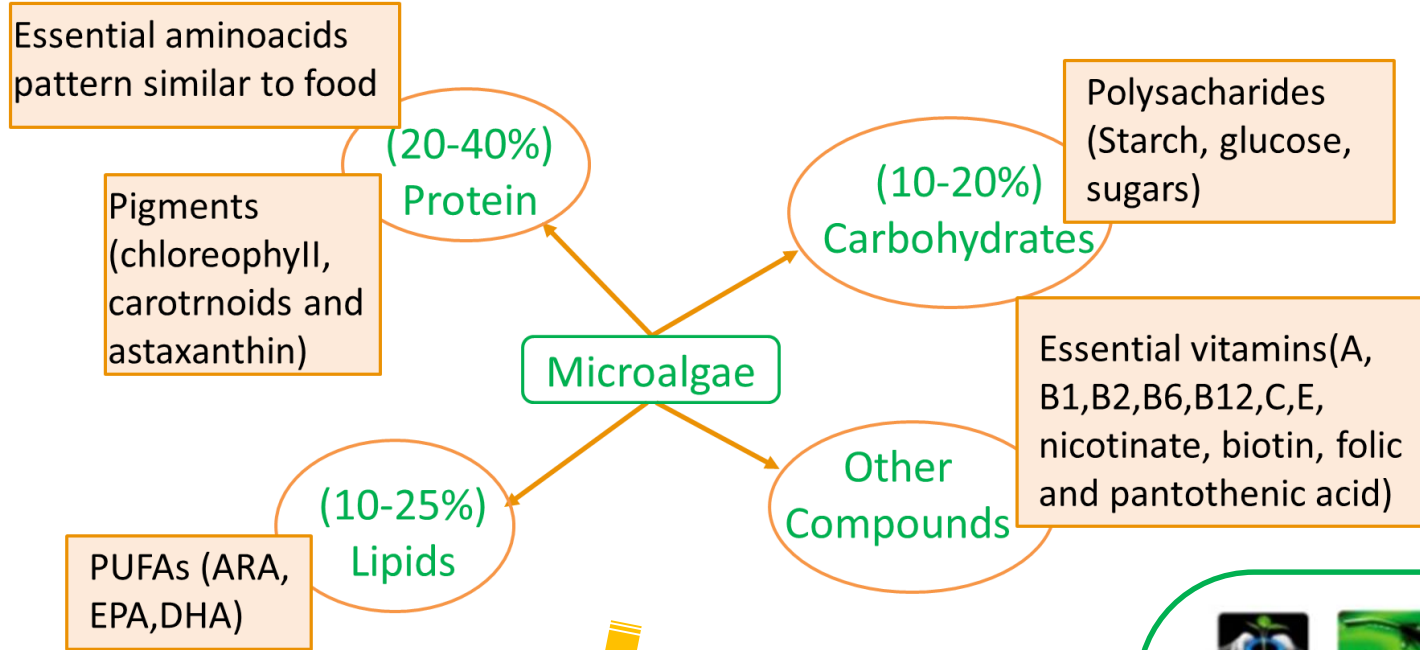 Essential aminoacids
pattern similar to food
(20-40%)
Protein
Pigments
(chloreophyII,
carotrnoids and
astaxanthin)
Polysacharides
(Starch, glucose,
sugars)
(10-20%)
Carbohydrates
Microalgae
Essential vitamins(A,
B1,B2,B6,B12,C,E,
nicotinate, biotin, folic
and pantothenic acid)
Other
Compounds
(10-25%)
Lipids
PUFAs (ARA,
EPA,DHA)